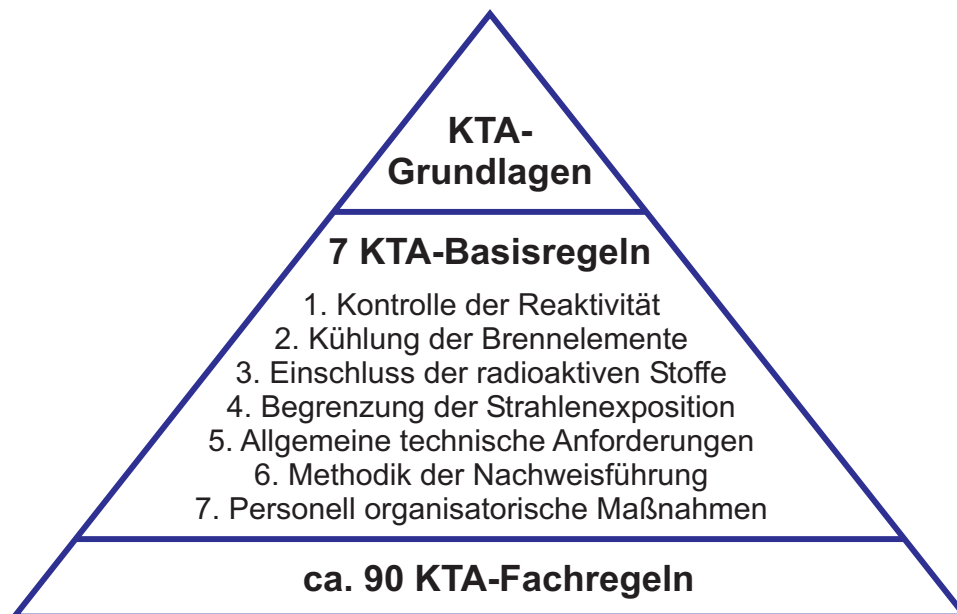 KTA-
Grundlagen
7 KTA-Basisregeln
1. Kontrolle der Reaktivität
2. Kühlung der Brennelemente
3. Einschluss der radioaktiven Stoffe
4. Begrenzung der Strahlenexposition
5. Allgemeine technische Anforderungen
6. Methodik der Nachweisführung
7. Personell organisatorische Maßnahmen
ca. 90 KTA-Fachregeln